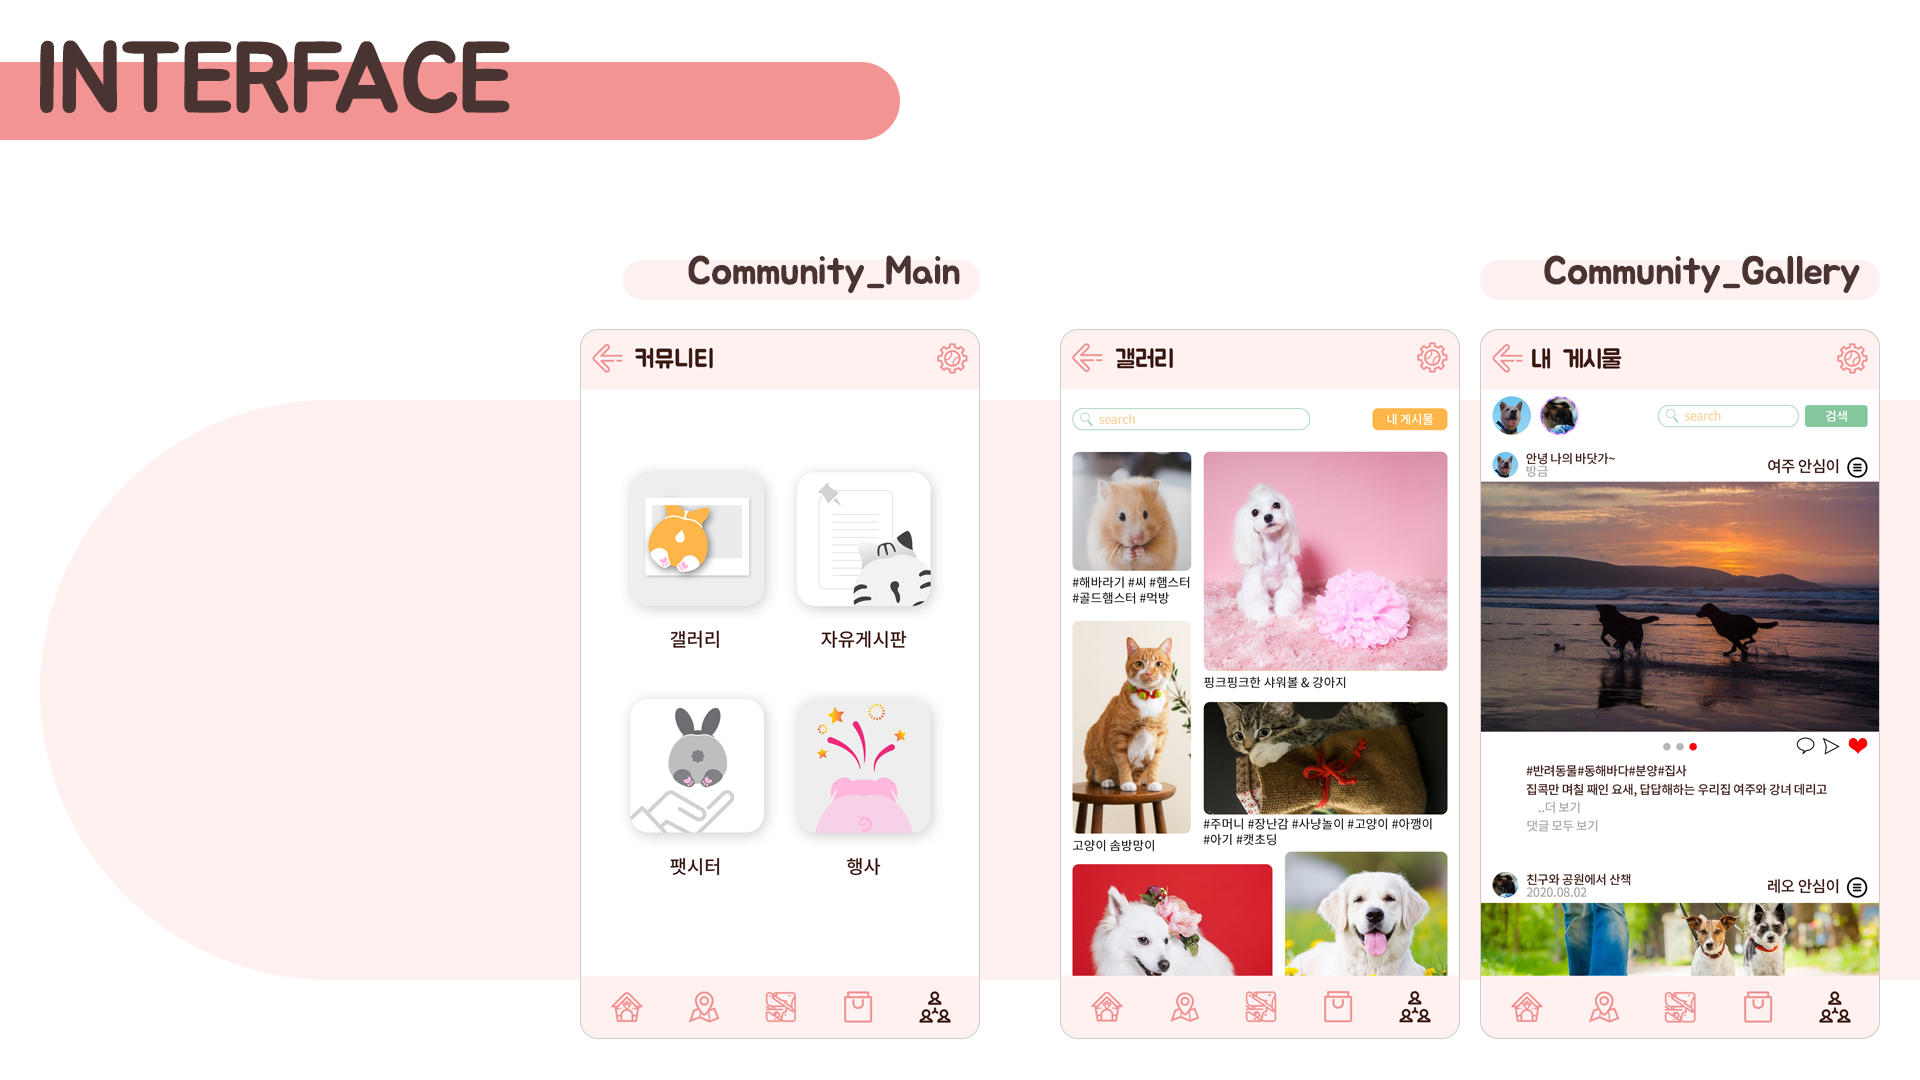 INTERFACE
Community_Main
커뮤니티
갤러리
자유게시판
팻시터
행사
Community_Gallery
갤러리
search
내 게시물
#해바라기 #씨 #햄스터
#골드햄스터 #먹방
핑크핑크한 샤워볼 & 강아지
고양이 솜방망이
#주머니 #장난감 #사냥놀이 #고양이 #아깽이
#아기 #캣초딩
내 게시물
search
검색
안녕 나의 바닷가~
방금
여주 안심이
#반려동물#동해바다#분양#집사
집콕만 며칠 째인 요새, 답답해하는 우리집 여주와 강녀 데리고
..더 보기
댓글 모두 보기
친구와 공원에서 산책
2020.08.02
레오 안심이